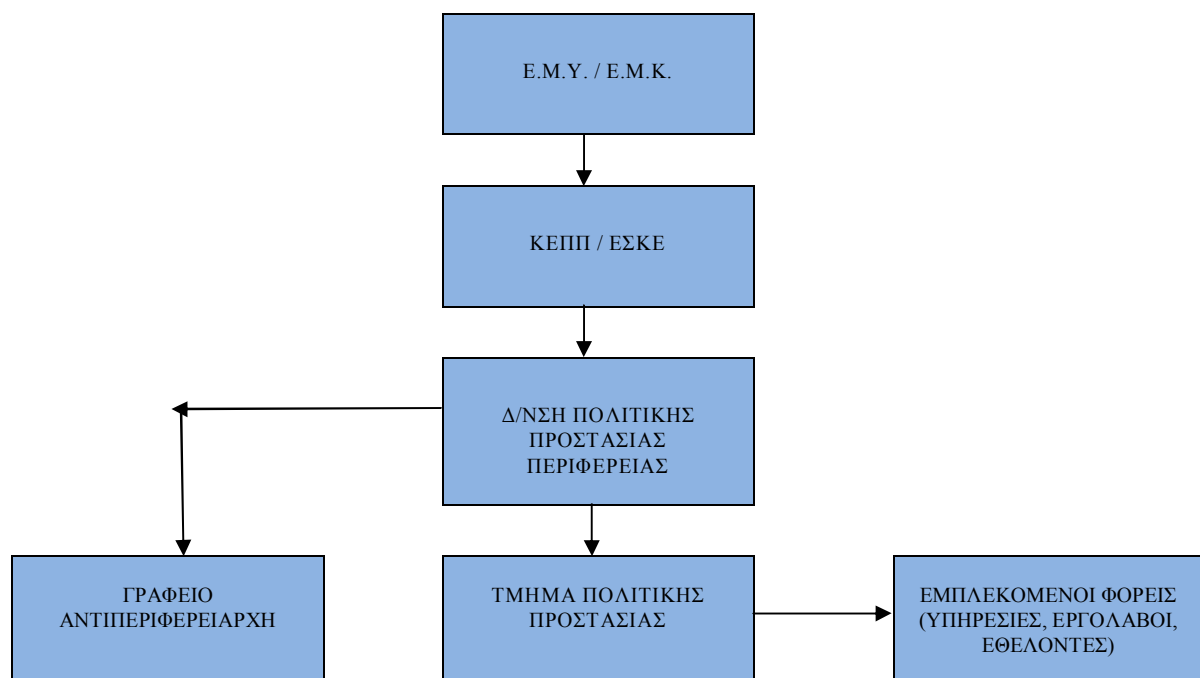 Ε.Μ.Υ. / Ε.Μ.Κ.
ΚΕΠΠ / ΕΣΚΕ
Δ/ΝΣΗ ΠΟΛΙΤΙΚΗΣ
ΠΡΟΣΤΑΣΙΑΣ
ΠΕΡΙΦΕΡΕΙΑΣ
ΓΡΑΦΕΙΟ
ΑΝΤΙΠΕΡΙΦΕΡΕΙΑΡΧΗ
ΤΜΗΜΑ ΠΟΛΙΤΙΚΗΣ
ΠΡΟΣΤΑΣΙΑΣ
ΕΜΠΛΕΚΟΜΕΝΟΙ ΦΟΡΕΙΣ
(ΥΠΗΡΕΣΙΕΣ, ΕΡΓΟΛΑΒΟΙ,
ΕΘΕΛΟΝΤΕΣ)